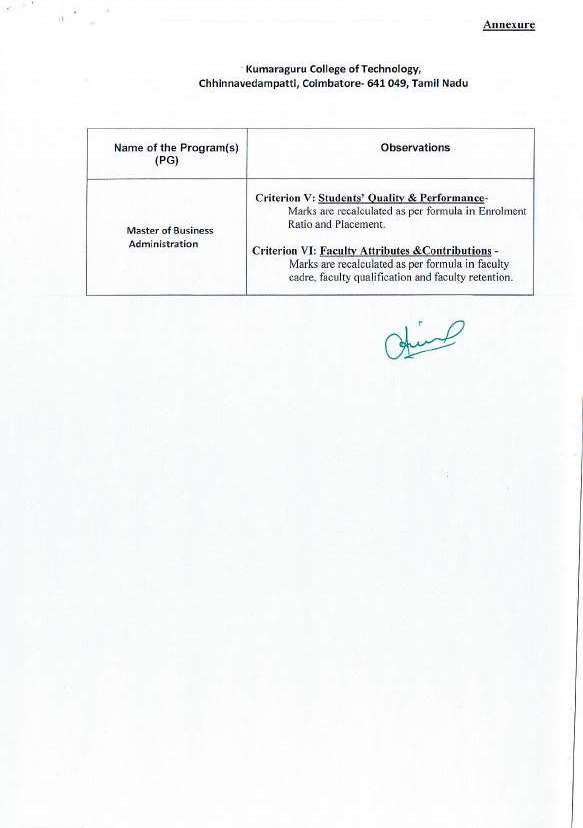 Annexure
Kumaraguru College of Technology,
Chhinnavedampatti, Coimbatore- 641 049, Tamil Nadu
Name of the Program(s)
(PG)
Observations
Master of Business
Administration
Criterion V: Students' Quality & Performance-
Marks are recalculated as per formula in Enrolment
Ratio and Placement.
Criterion VI: Faculty Attributes &Contributions -
Marks are recalculated as per formula in faculty
cadre, faculty qualification and faculty retention.